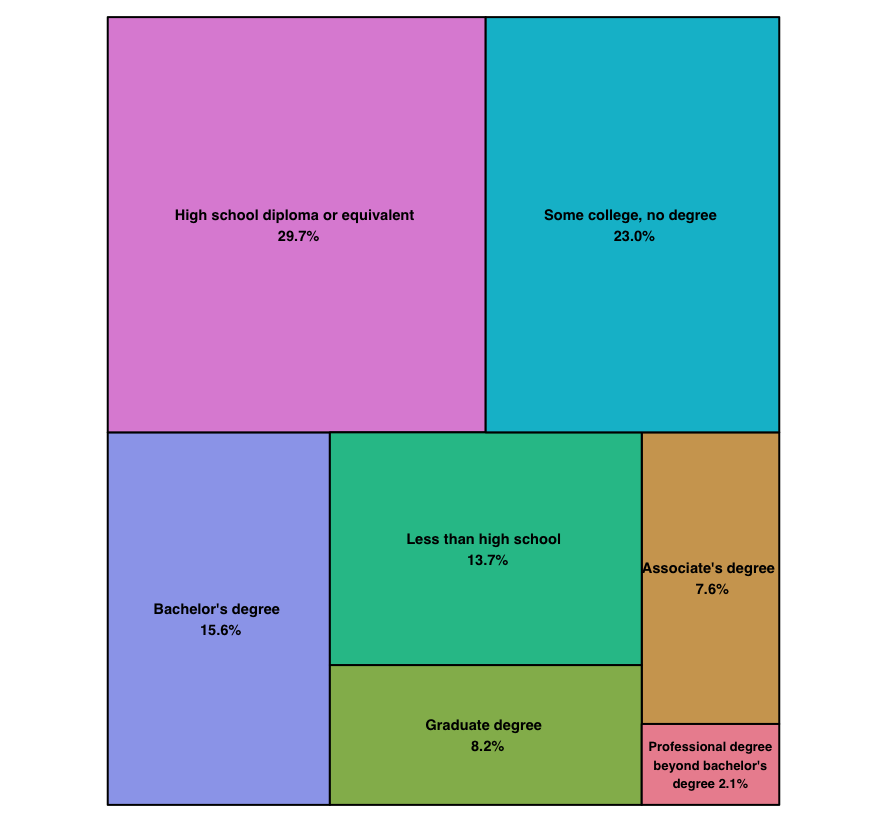 High school diploma or equivalent
29.7%
Some college, no degree
23.0%
Bachelor's degree
15.6%
Less than high school
13.7%
Graduate degree
8.2%
Associate's degree
7.6%
Professional degree
beyond bachelor's
degree 2.1%